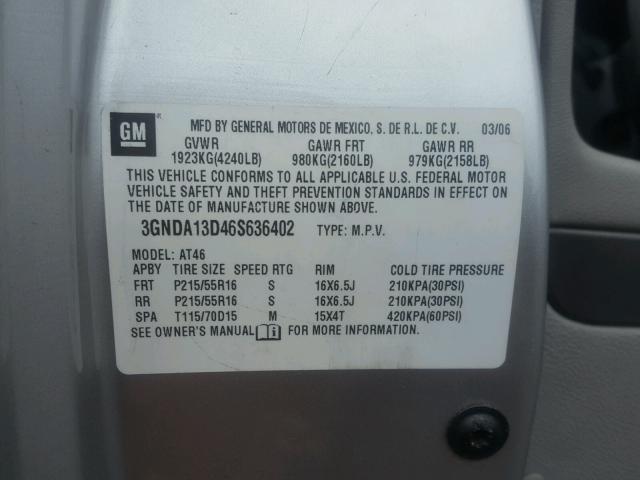 GM
MFD BY GENERAL MOTORS DE MEXICO, S. DE R.L. DE C.V. 03/06
GVWR GAWR FRT GAWR RR
1923KG(4240LB) 980KG(2160LB) 979KG(2158LB)
THIS VEHICLE CONFORMS TO ALL APPLICABLE U.S. FEDERAL MOTOR
VEHICLE SAFETY AND THEFT PREVENTION STANDARDS IN EFFECT ON
THE DATE OF MANUFACTURE SHOWN ABOVE.
3GNDA13D46S636402 TYPE: M.P.V.
MODEL: AT46
APBY TIRE SIZE SPEED RTG RIM COLD TIRE PRESSURE
FRT P215/55R16 S 16X6.5J 210KPA(30PSI)
RR P215/55R16 S 16X6.5J 210KPA(30PSI)
SPA T115/70D15 M 15X4T 420KPA(60PSI)
SEE OWNER'S MANUAL FOR MORE INFORMATION.